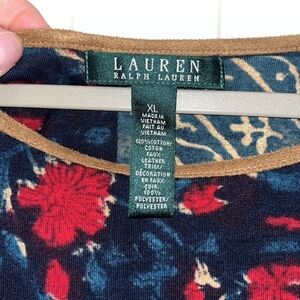 LAUREN
RALPH LAUREN
XL
MADE IN
VIETNAM
FAIT AU
VIETNAM
100%COTTON/
COTON
FAUX
LEATHER
TRIM/
DÉCORATION
EN FAUX
CUIR:
100%
POLYESTER/
POLYESTER